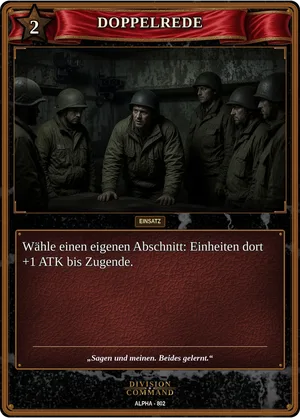 2
DOPPELREDE
EINSATZ
Wähle einen eigenen Abschnitt: Einheiten dort
+1 ATK bis Zugende.
„Sagen und meinen. Beides gelernt.“
DIVISION
COMMAND
ALPHA - 802